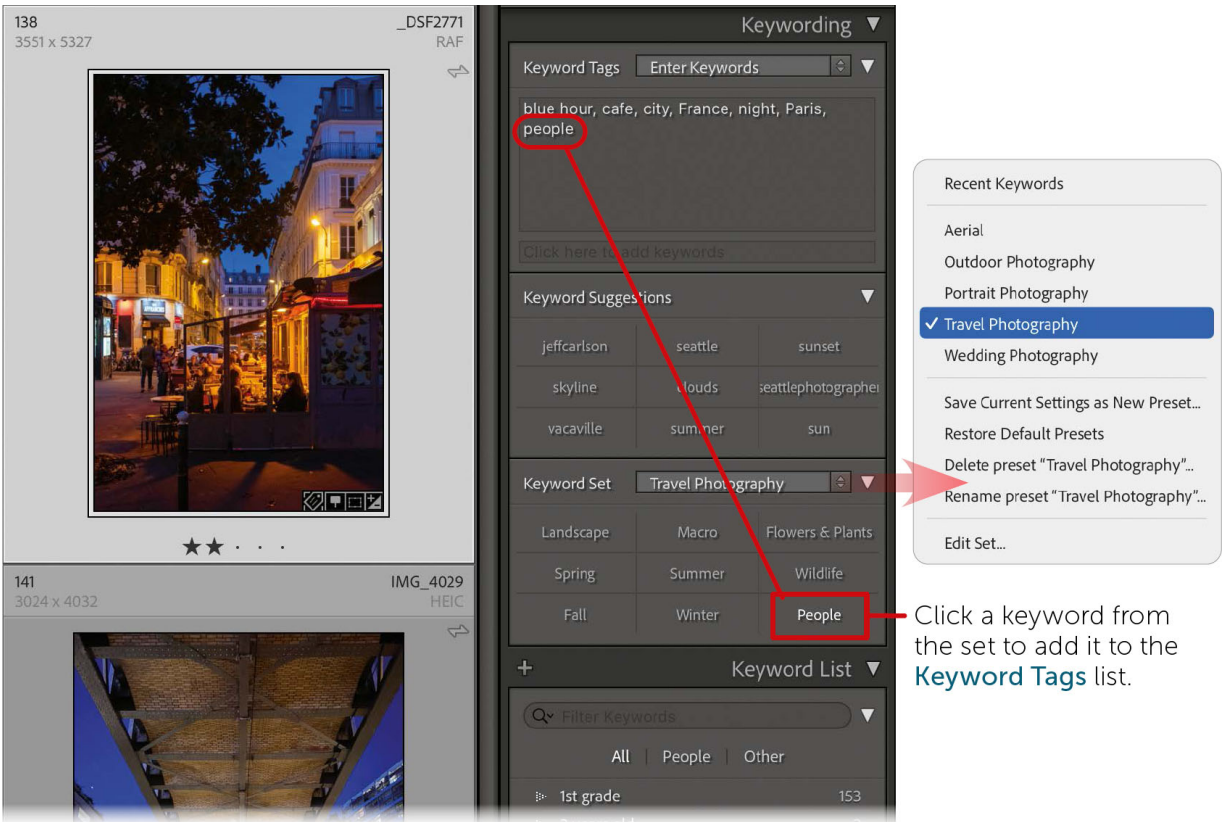 138
_DSF2771
3551 x 5327
RAF
141
IMG_4029
3024 x 4032
HEIC
Keywording
Keyword Tags Enter Keywords
blue hour, cafe, city, France, night, Paris,
people
Click here to add keywords
Keyword Suggestions
jeffcarlson seattle sunset
skyline clouds seattlephotographer
vacaville summer sun
Keyword Set Travel Photography
Landscape Macro Flowers & Plants
Spring Summer Wildlife
Fall Winter People
+ Keyword List
Filter Keywords
All People Other
1st grade 153
Recent Keywords
Aerial
Outdoor Photography
Portrait Photography
✓ Travel Photography
Wedding Photography
Save Current Settings as New Preset...
Restore Default Presets
Delete preset “Travel Photography”...
Rename preset “Travel Photography”...
Edit Set...
Click a keyword from
the set to add it to the
Keyword Tags list.